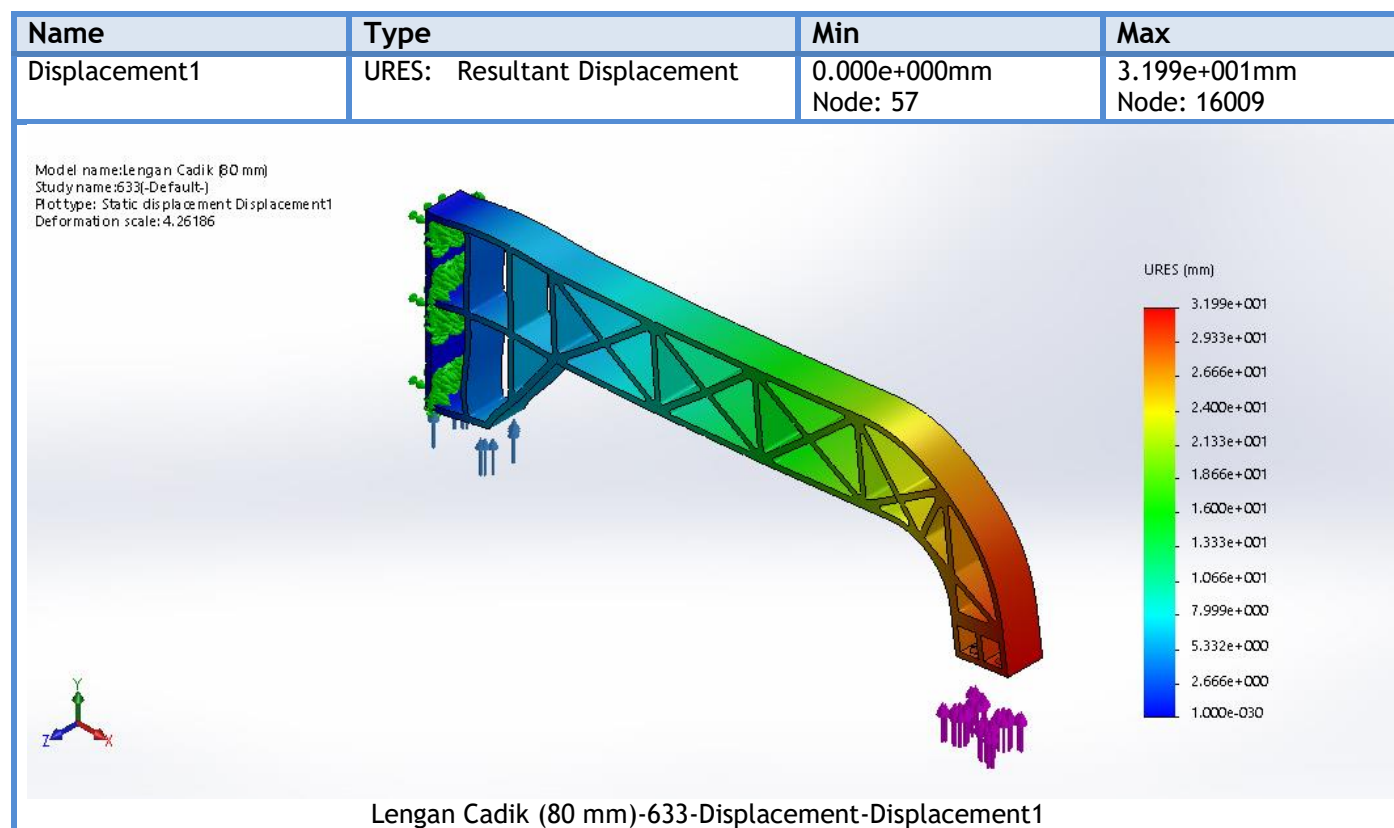 Name Type Min Max
Displacement1 URES: Resultant Displacement 0.000e+000mm 3.199e+001mm
Node: 57 Node: 16009
Model name:Lengan Cadik (80 mm)
Study name:633(-Default-)
Plot type: Static displacement Displacement1
Deformation scale: 4.26186
URES (mm)
3.199e+001
2.933e+001
2.666e+001
2.400e+001
2.133e+001
1.866e+001
1.600e+001
1.333e+001
1.066e+001
7.999e+000
5.332e+000
2.666e+000
1.000e-030
Y
Z X
Lengan Cadik (80 mm)-633-Displacement-Displacement1